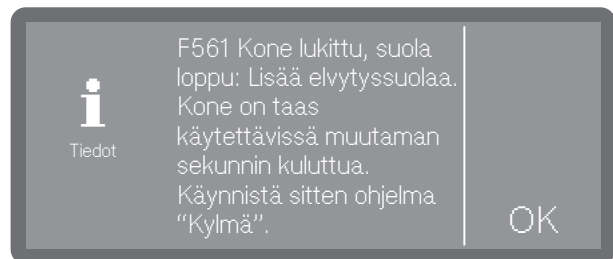 F561 Kone lukittu, suola
loppu: Lisää elvytyssuolaa.
Kone on taas
käytettävissä muutaman
sekunnin kuluttua.
Käynnistä sitten ohjelma
“Kylmä”.
Tiedot
OK